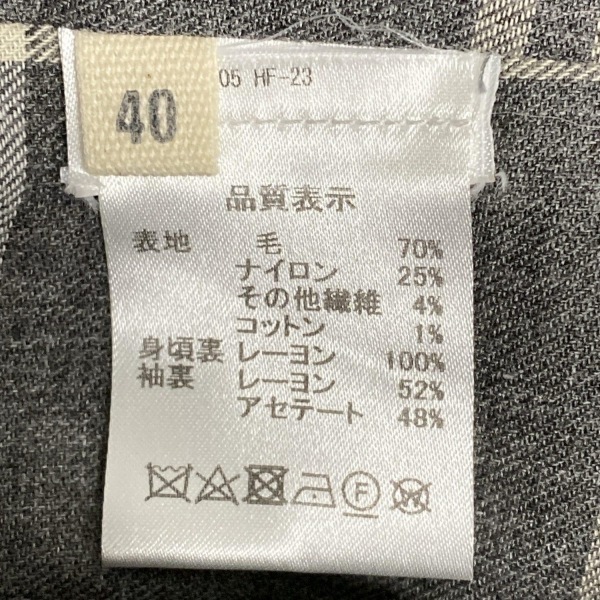 40
05 HF-23
品質表示
表地 毛 70%
ナイロン 25%
その他繊維 4%
コットン 1%
身頃裏 レーヨン 100%
袖裏 レーヨン 52%
アセテート 48%
F
W